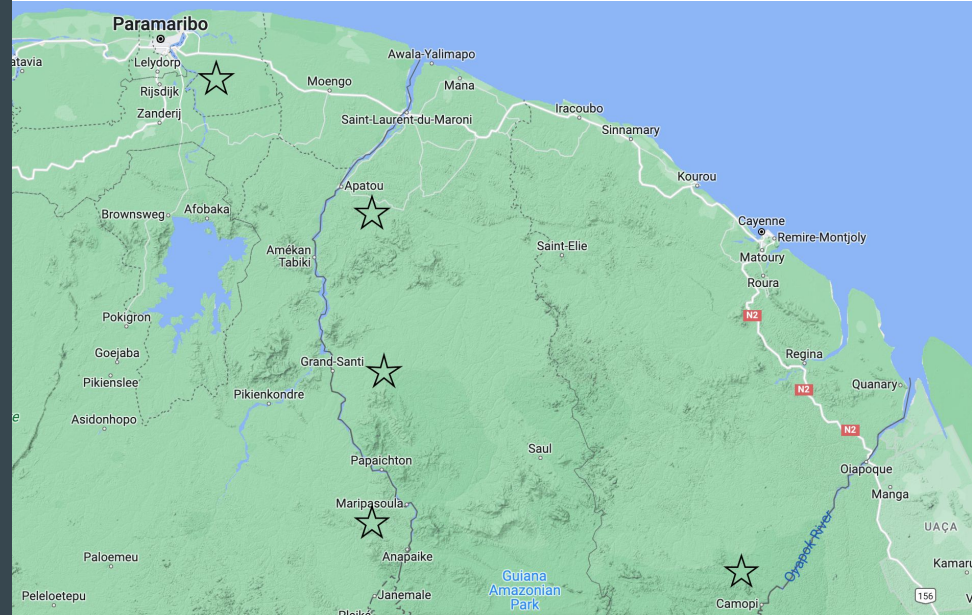 Paramaribo
Awala-Yalimapo
atavia
Lelydorp
Moengo
Mana
Rijsdijk
Iracoubo
Zanderij
Saint-Laurent-du-Maroni
Sinnamary
Kourou
Apatou
Brownsweg
Afobaka
Cayenne
Remire-Montjoly
Amékan
Tabiki
Saint-Elie
Matoury
Roura
Pokigron
N2
Goejaba
Grand-Santi
Regina
Pikienslee
Quanary
N2
Pikienkondre
Asidonhopo
e
N2
Saul
Papaichton
Oiapoque
Manga
Maripasoula
UAÇA
Oyapok River
Paloemeu
Anapaike
Kamaru
Guiana
Amazonian
Park
Peleloetepu
Janemale
Camopi
156
V